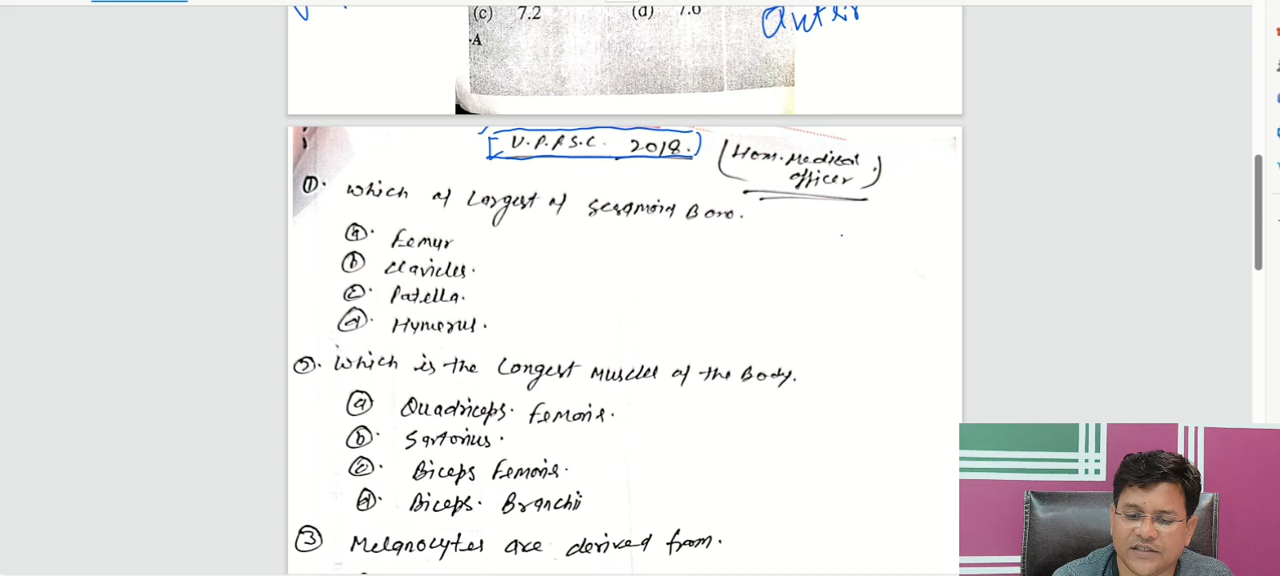 (c) 7.2 (d) 7.6
·A
U.P.P.S.C. 2018. (Hom. Medical officer)
①. Which of Largest of Sesamoid Bone.
ⓐ. Femur
ⓑ Clavicles.
ⓒ. Patella.
ⓓ. Humerus.
②. Which is the Longest Muscle of the Body.
ⓐ Quadriceps. Femoris.
ⓑ. Sartorius.
ⓒ. Biceps Femoris.
ⓓ. Biceps. Branchii
③ Melanocytes are derived from.